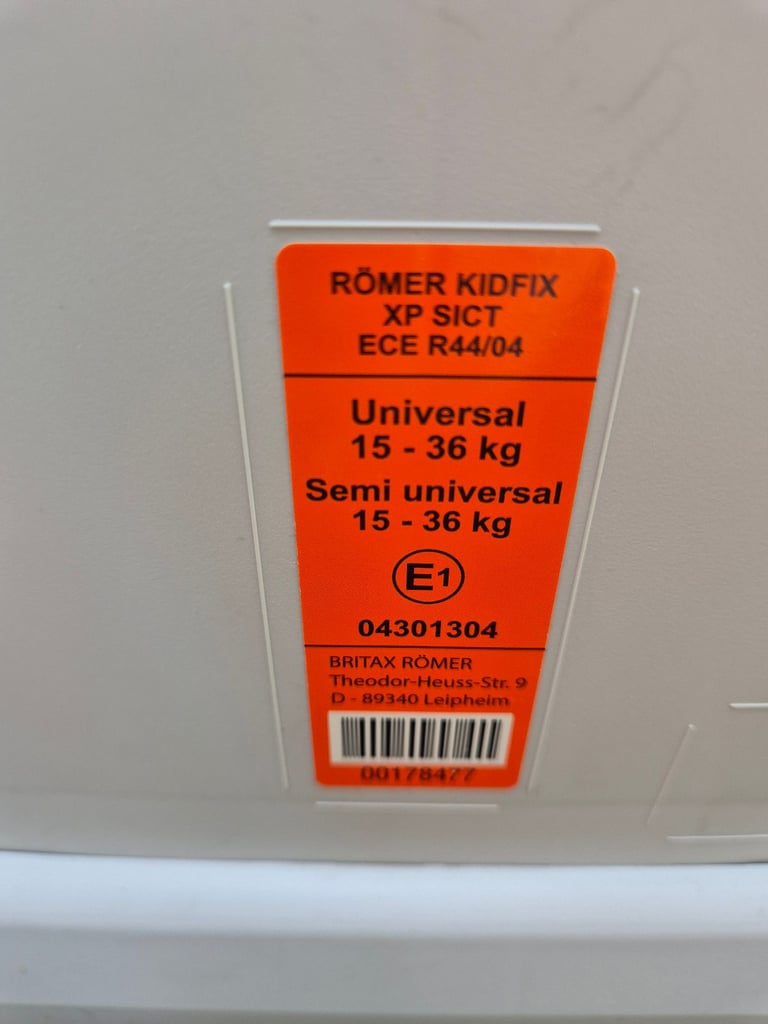 RÖMER KIDFIX
XP SICT
ECE R44/04
Universal
15 - 36 kg
Semi universal
15 - 36 kg
E1
04301304
BRITAX RÖMER
Theodor-Heuss-Str. 9
D - 89340 Leipheim
00178477